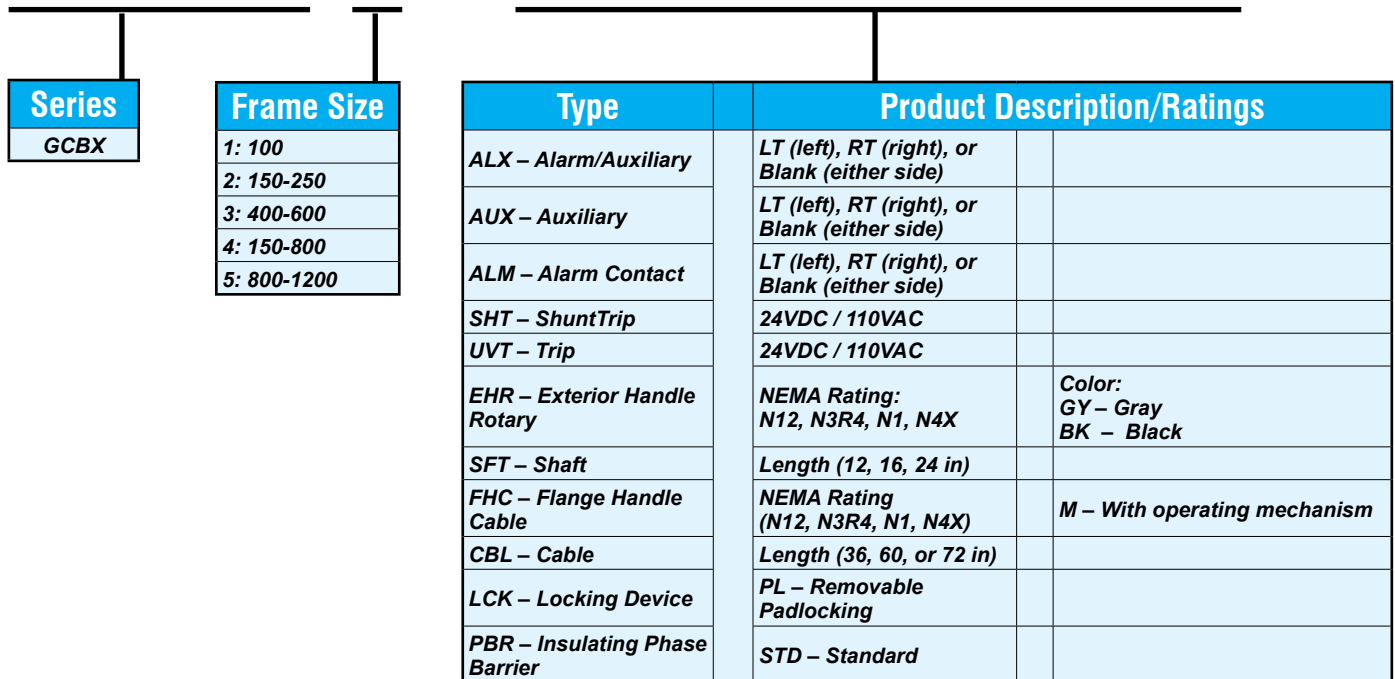 Series
GCBX
Frame Size
1: 100
2: 150-250
3: 400-600
4: 150-800
5: 800-1200
Type
Product Description/Ratings
ALX – Alarm/Auxiliary
LT (left), RT (right), or
Blank (either side)
AUX – Auxiliary
LT (left), RT (right), or
Blank (either side)
ALM – Alarm Contact
LT (left), RT (right), or
Blank (either side)
SHT – ShuntTrip
24VDC / 110VAC
UVT – Trip
24VDC / 110VAC
EHR – Exterior Handle
Rotary
NEMA Rating:
N12, N3R4, N1, N4X
Color:
GY – Gray
BK – Black
SFT – Shaft
Length (12, 16, 24 in)
FHC – Flange Handle
Cable
NEMA Rating
(N12, N3R4, N1, N4X)
M – With operating mechanism
CBL – Cable
Length (36, 60, or 72 in)
LCK – Locking Device
PL – Removable
Padlocking
PBR – Insulating Phase
Barrier
STD – Standard